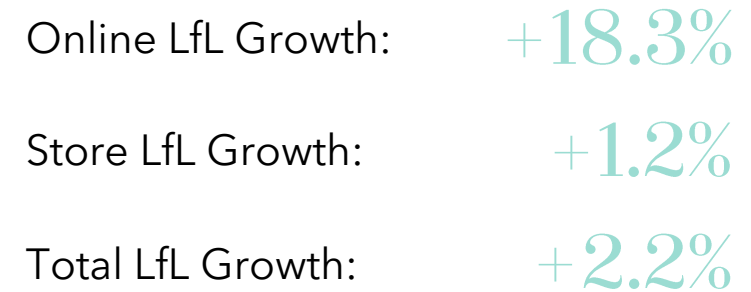 Online LfL Growth: +18.3%
Store LfL Growth: +1.2%
Total LfL Growth: +2.2%